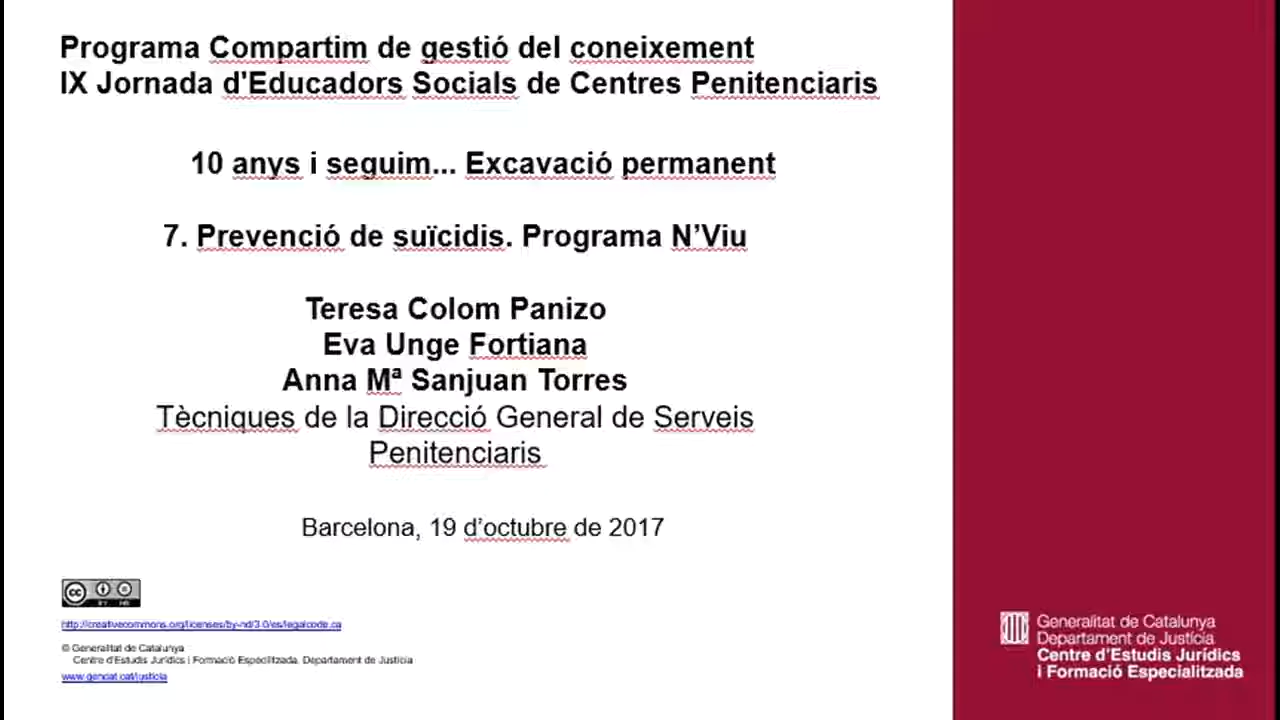 Programa Compartim de gestió del coneixement
IX Jornada d'Educadors Socials de Centres Penitenciaris
10 anys i seguim... Excavació permanent
7. Prevenció de suïcidis. Programa N’Viu
Teresa Colom Panizo
Eva Unge Fortiana
Anna Mª Sanjuan Torres
Tècniques de la Direcció General de Serveis
Penitenciaris
Barcelona, 19 d’octubre de 2017
cc
BY
http://creativecommons.org/licenses/by-nd/3.0/es/legalcode.ca
© Generalitat de Catalunya
Centre d'Estudis Jurídics i Formació Especialitzada. Departament de Justícia
www.gencat.cat/justicia
Generalitat de Catalunya
Departament de Justícia
Centre d'Estudis Jurídics
i Formació Especialitzada